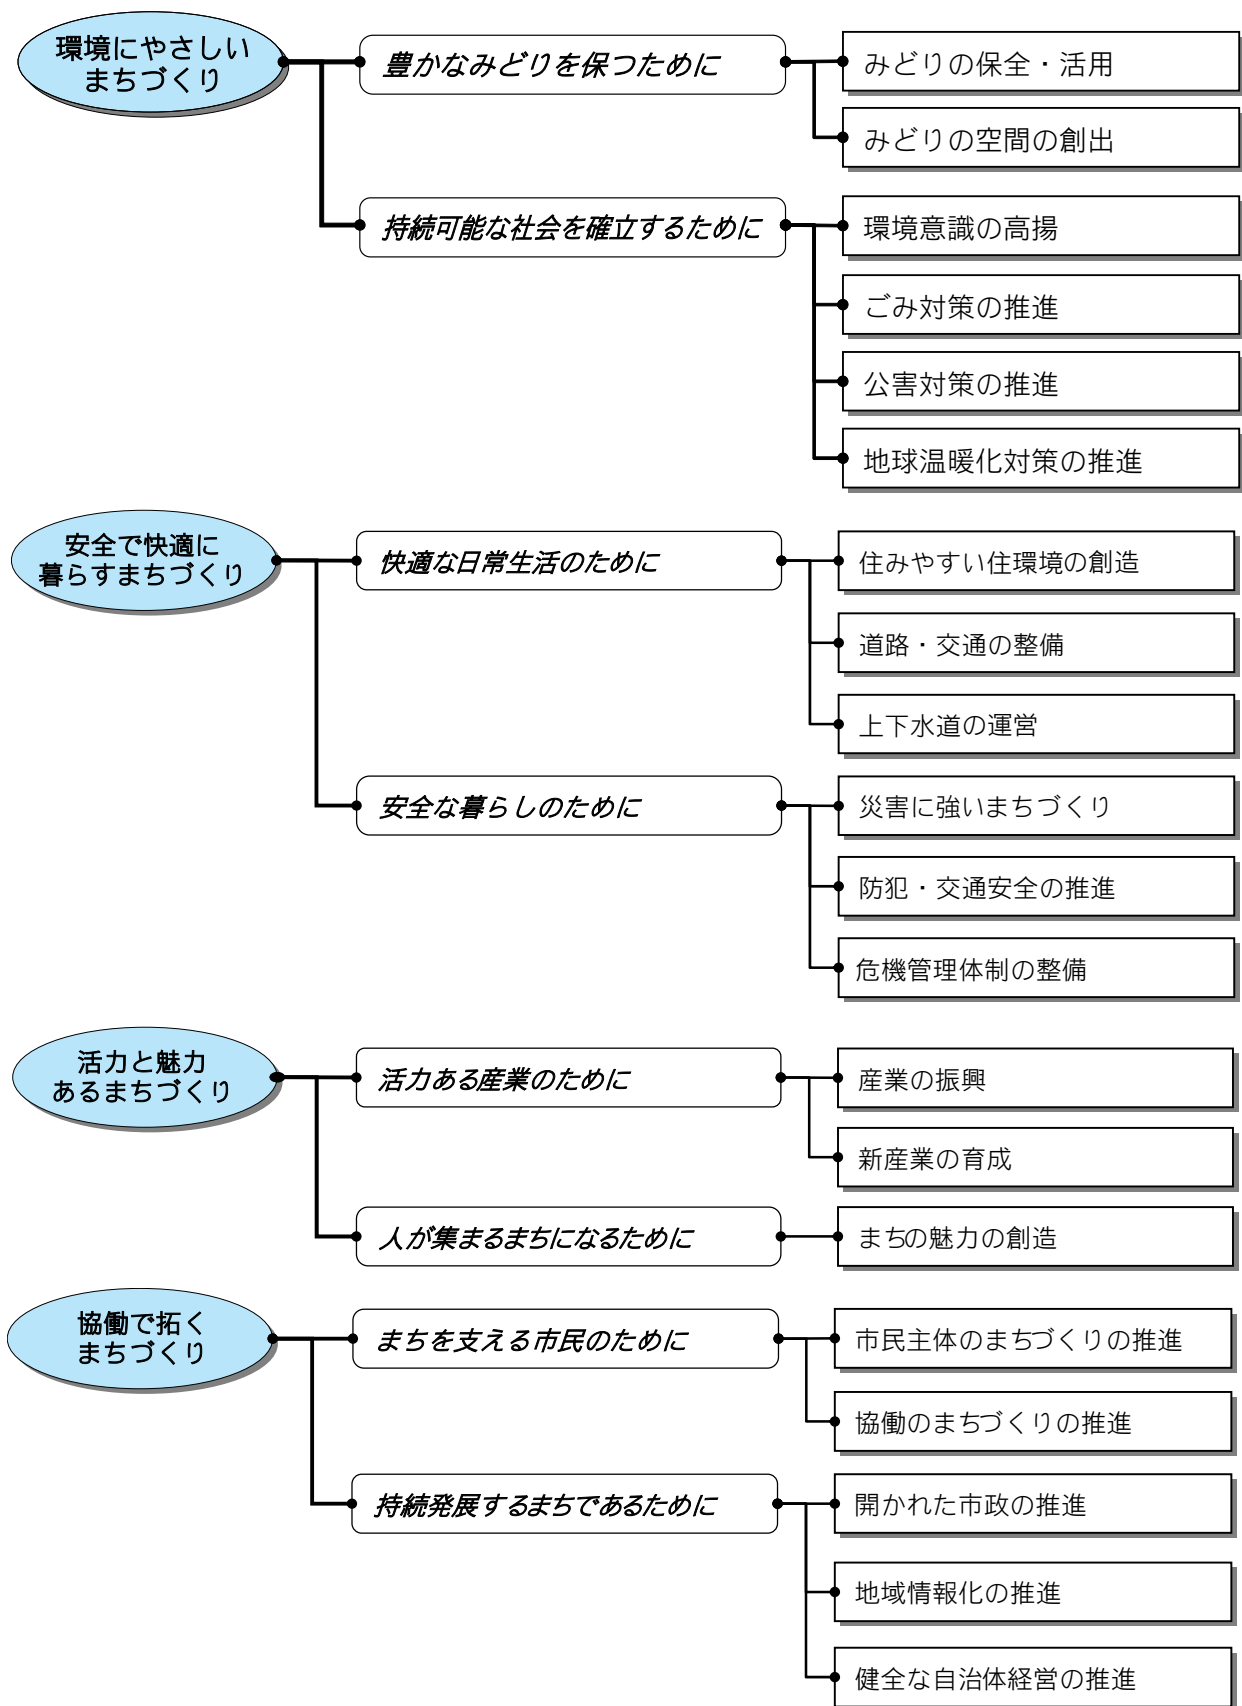 環境にやさしい
まちづくり
豊かなみどりを保つために
みどりの保全・活用
みどりの空間の創出
持続可能な社会を確立するために
環境意識の高揚
ごみ対策の推進
公害対策の推進
地球温暖化対策の推進
安全で快適に
暮らすまちづくり
快適な日常生活のために
住みやすい住環境の創造
道路・交通の整備
上下水道の運営
安全な暮らしのために
災害に強いまちづくり
防犯・交通安全の推進
危機管理体制の整備
活力と魅力
あるまちづくり
活力ある産業のために
産業の振興
新産業の育成
人が集まるまちになるために
まちの魅力の創造
協働で拓く
まちづくり
まちを支える市民のために
市民主体のまちづくりの推進
協働のまちづくりの推進
持続発展するまちであるために
開かれた市政の推進
地域情報化の推進
健全な自治体経営の推進